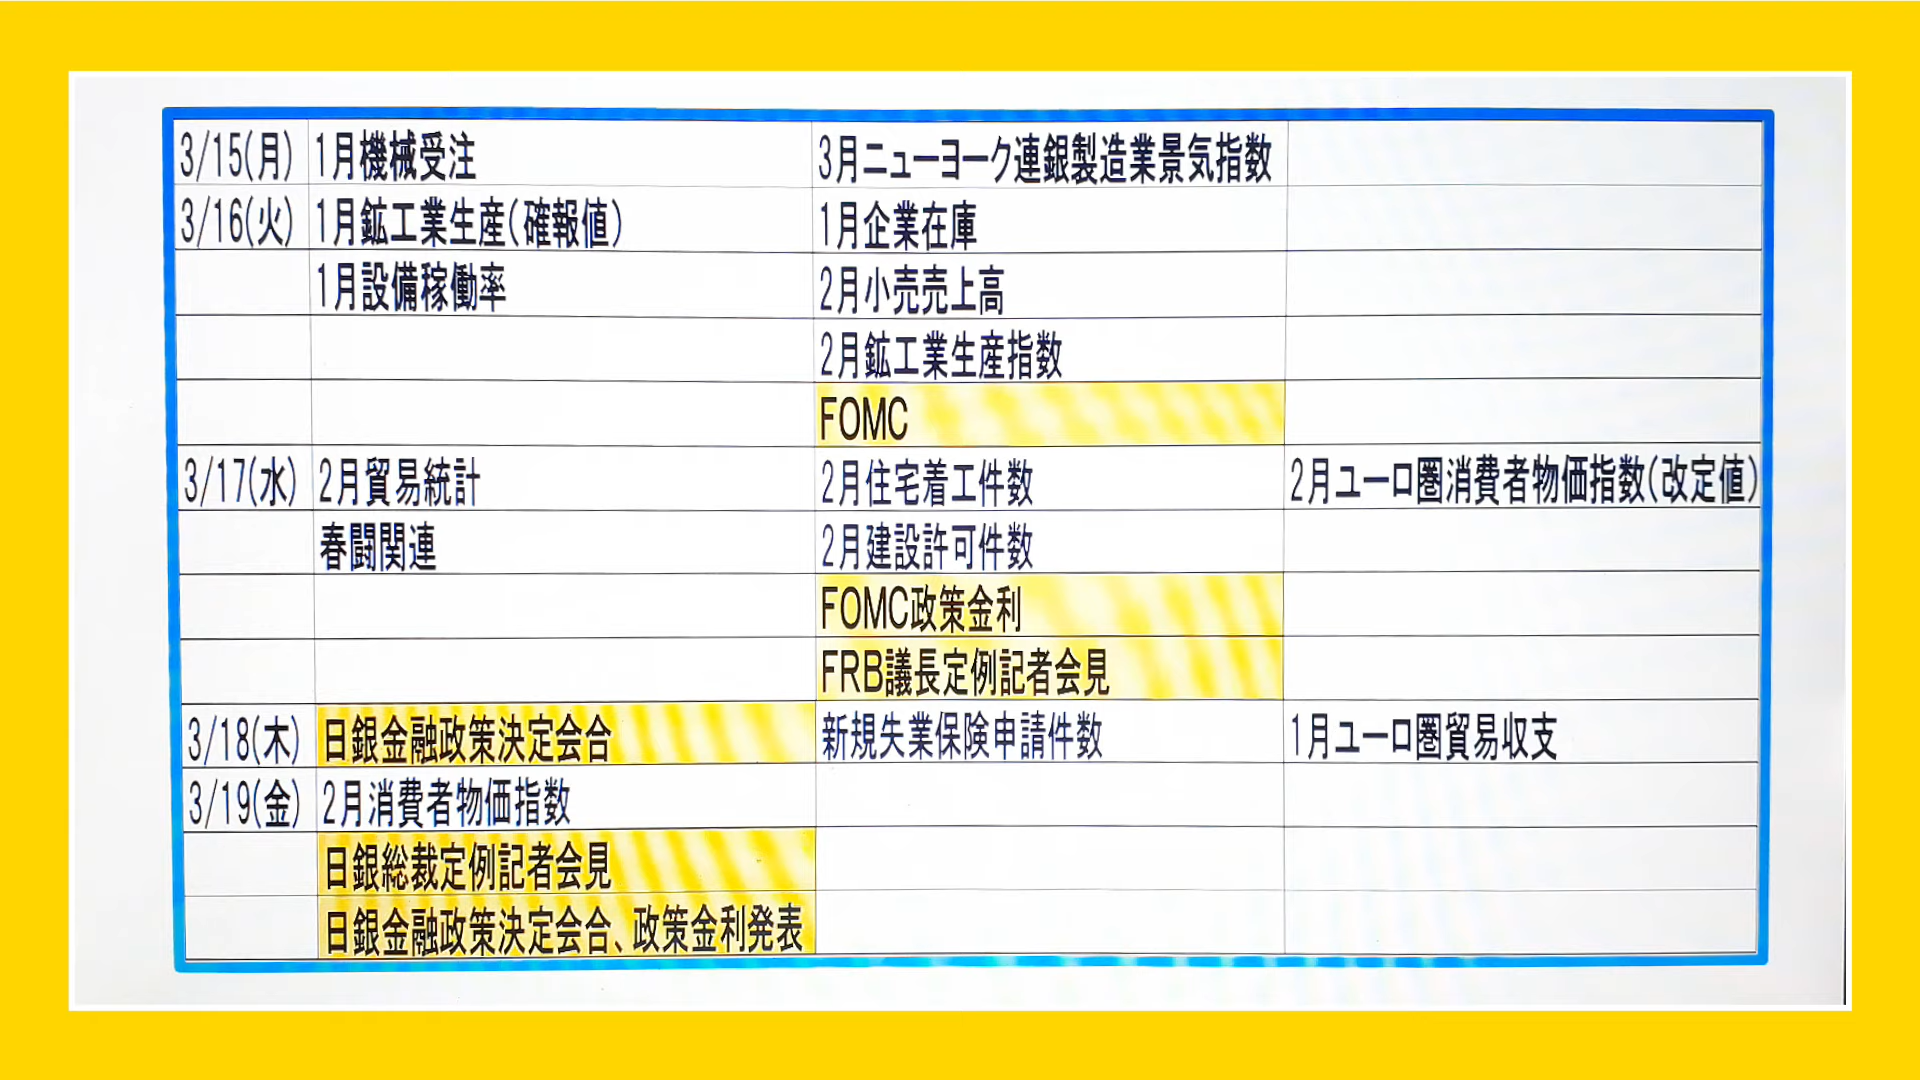 3/15(月) 1月機械受注 3月ニューヨーク連銀製造業景気指数
3/16(火) 1月鉱工業生産(確報値) 1月企業在庫
1月設備稼働率 2月小売売上高
2月鉱工業生産指数
FOMC
3/17(水) 2月貿易統計 2月住宅着工件数 2月ユーロ圏消費者物価指数(改定値)
春闘関連 2月建設許可件数
FOMC政策金利
FRB議長定例記者会見
3/18(木) 日銀金融政策決定会合 新規失業保険申請件数 1月ユーロ圏貿易収支
3/19(金) 2月消費者物価指数
日銀総裁定例記者会見
日銀金融政策決定会合、政策金利発表